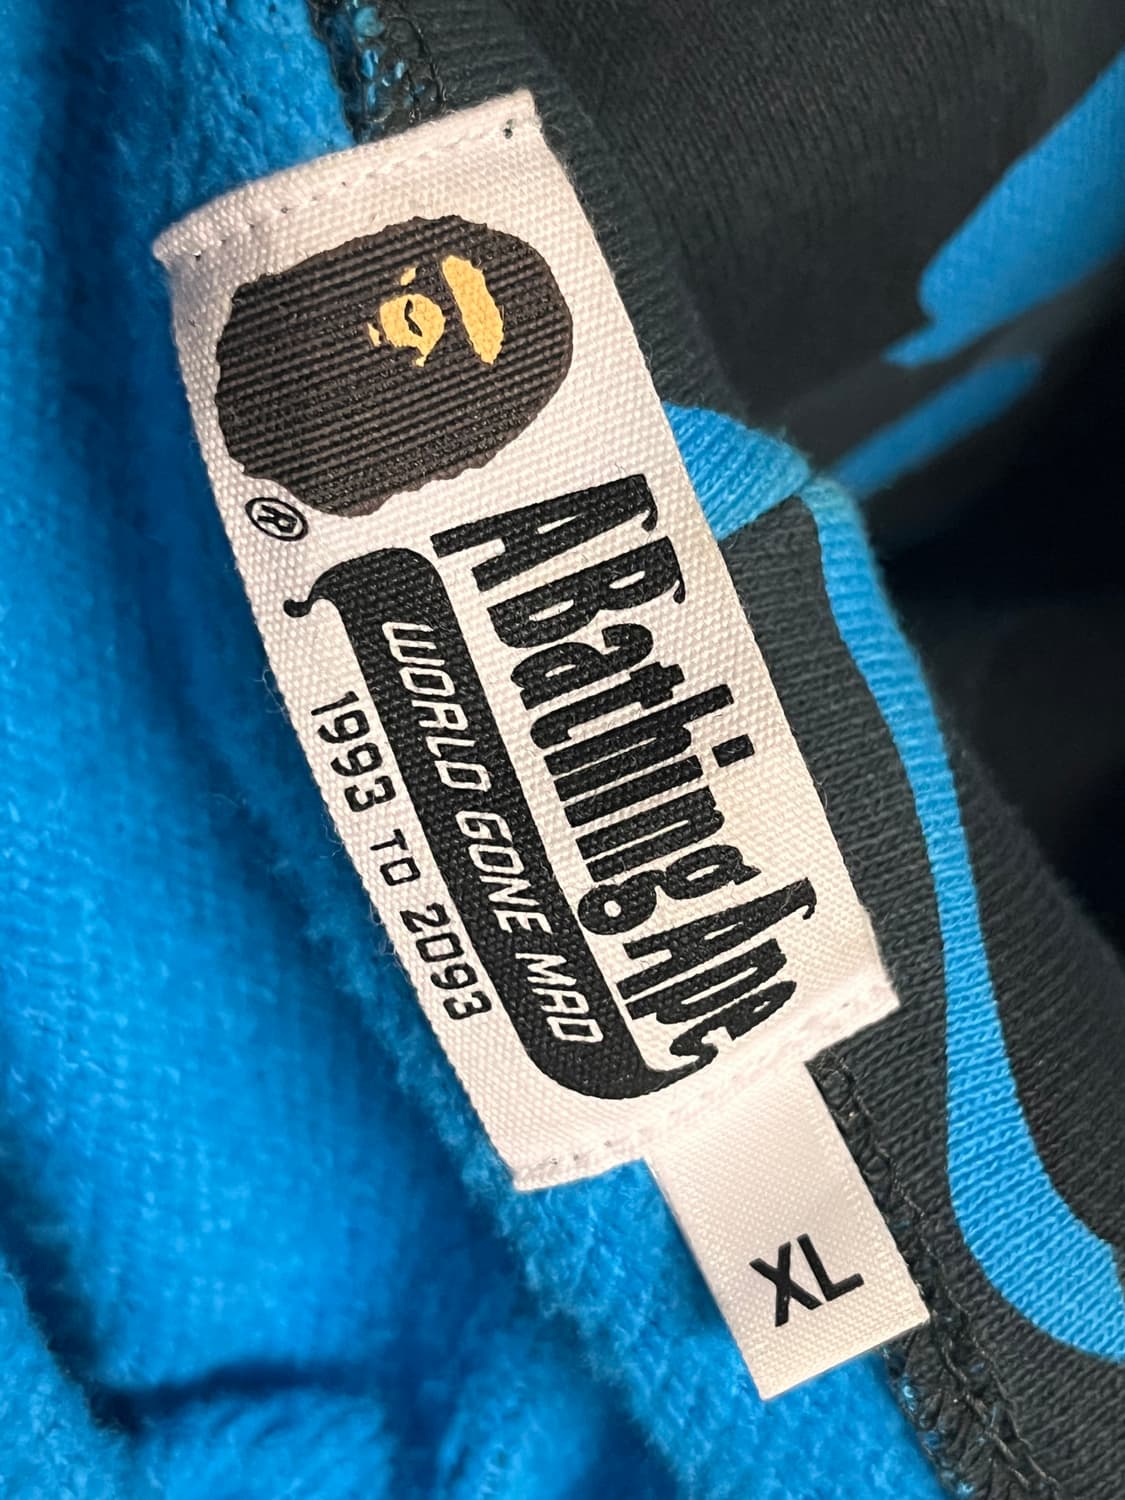 ®
A Bathing Ape
WORLD GONE MAD
1993 TO 2093
XL